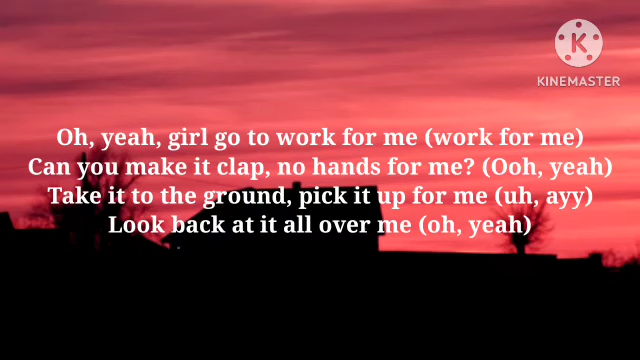 KINEMASTER
Oh, yeah, girl go to work for me (work for me)
Can you make it clap, no hands for me? (Ooh, yeah)
Take it to the ground, pick it up for me (uh, ayy)
Look back at it all over me (oh, yeah)